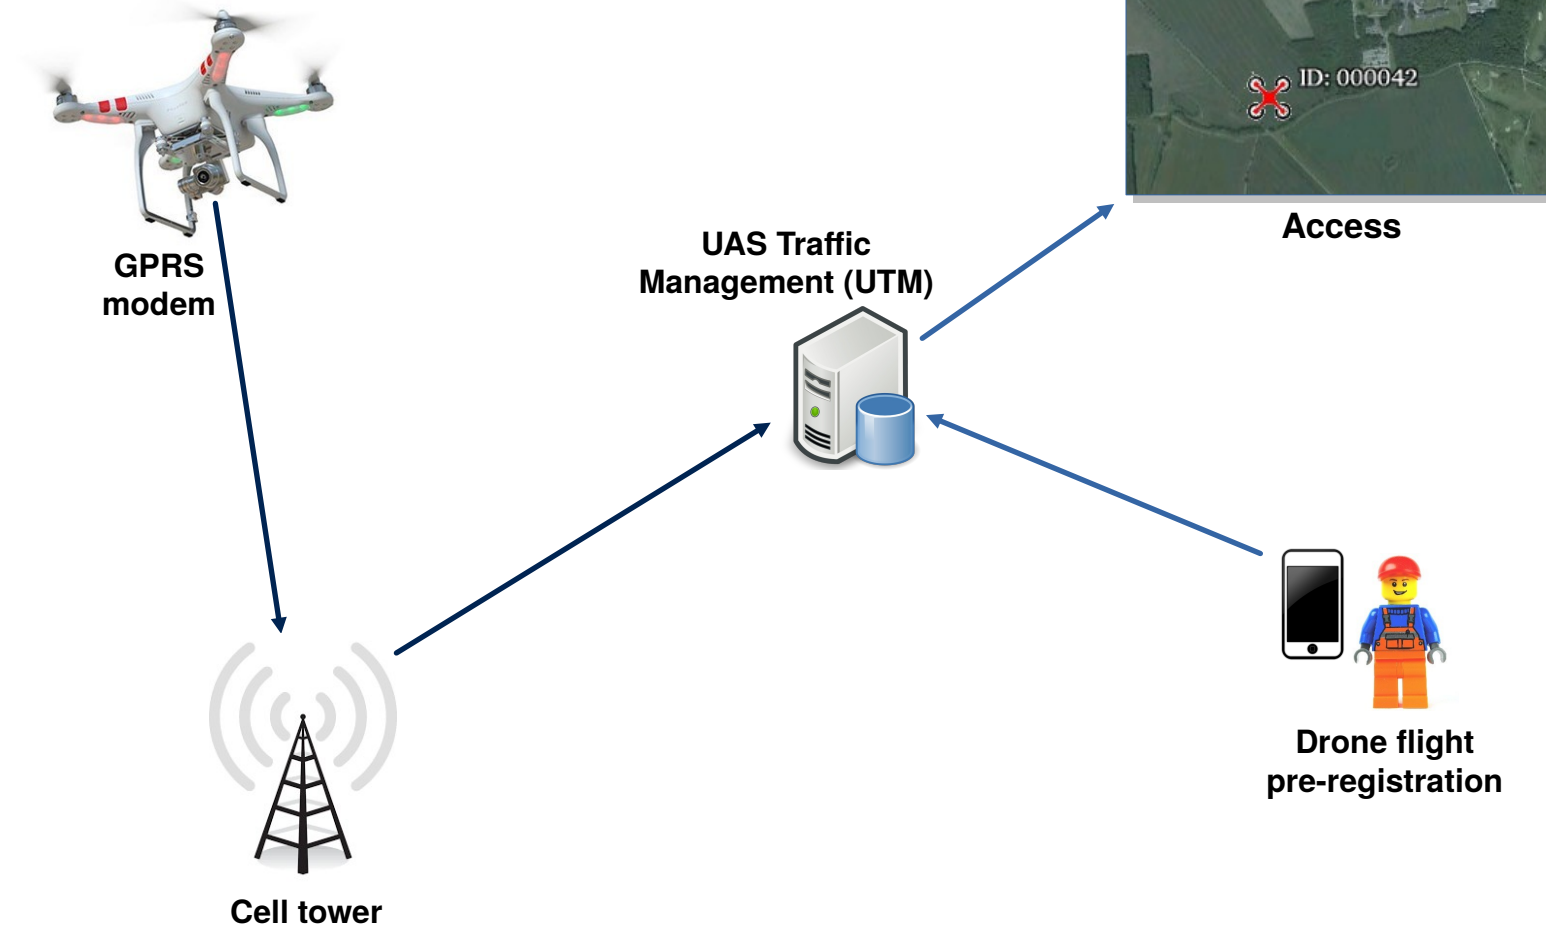 ID: 000042
Access
UAS Traffic
Management (UTM)
GPRS
modem
Drone flight
pre-registration
Cell tower